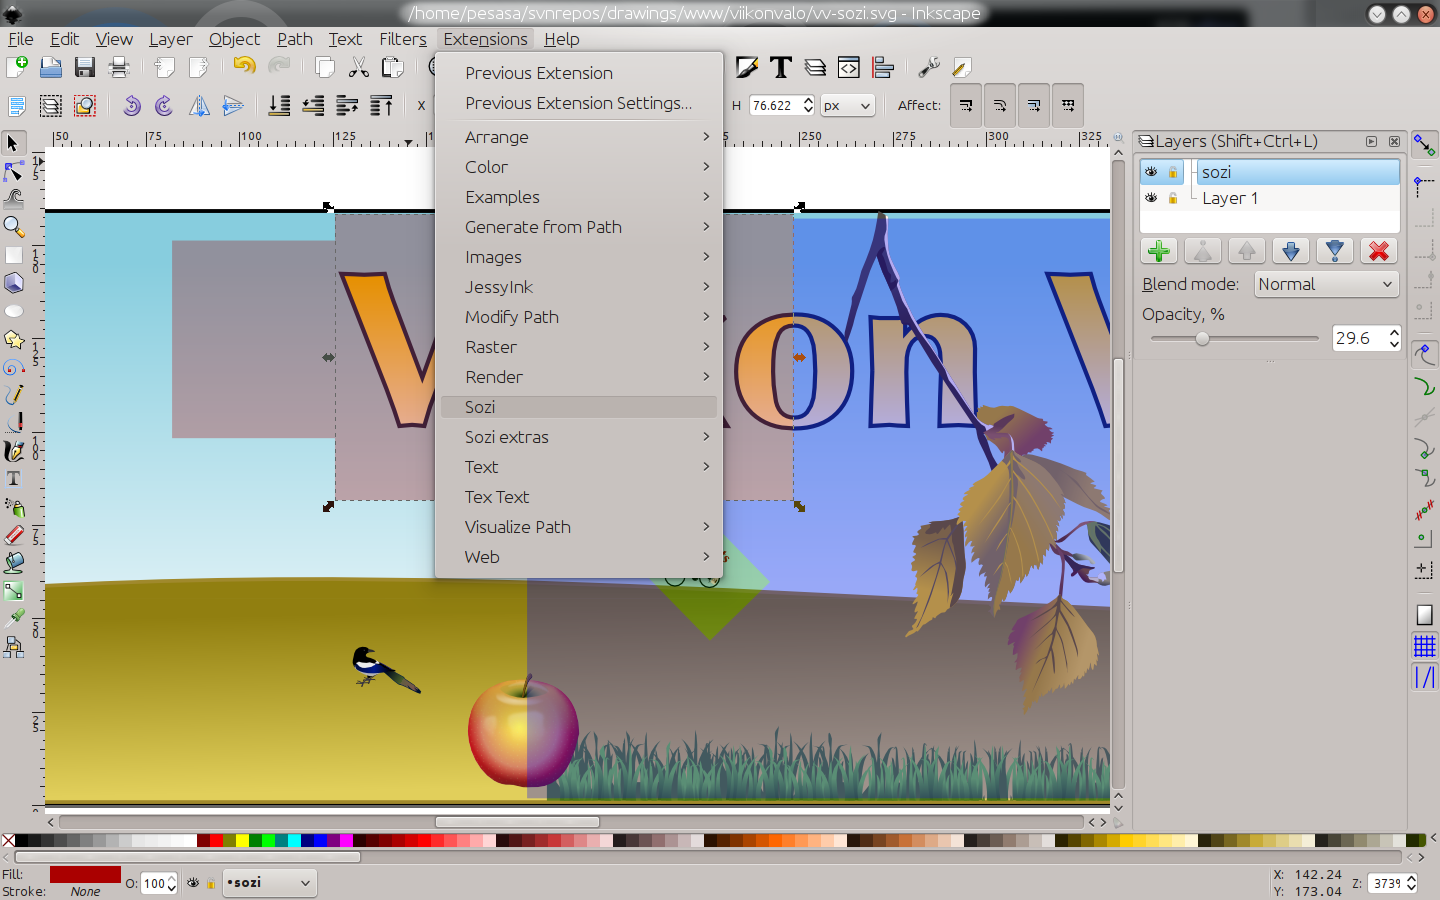 /home/pesasa/svnrepos/drawings/www/viikonvalo/vv-sozi.svg - Inkscape
File Edit View Layer Object Path Text Filters Extensions Help
X
H 76.622 px Affect:
50 75 100 125 250 275 300 325
Previous Extension
Previous Extension Settings...
Arrange
Color
Examples
Generate from Path
Images
JessyInk
Modify Path
Raster
Render
Sozi
Sozi extras
Text
Tex Text
Visualize Path
Web
V on V
Layers (Shift+Ctrl+L)
sozi
Layer 1
Blend mode: Normal
Opacity, %
29.6
Fill:
Stroke: None
O: 100
•sozi
X: 142.24
Y: 173.04
Z: 373%